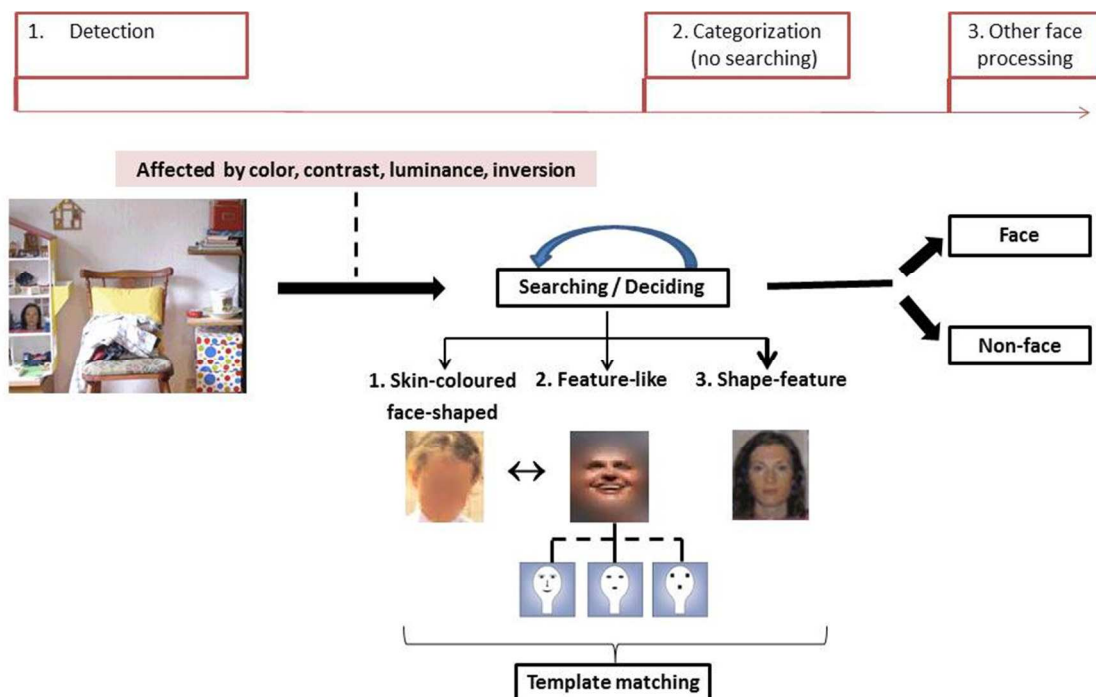 1. Detection
2. Categorization
(no searching)
3. Other face
processing
Affected by color, contrast, luminance, inversion
Searching / Deciding
Face
Non-face
1. Skin-coloured
face-shaped
2. Feature-like
3. Shape-feature
Template matching